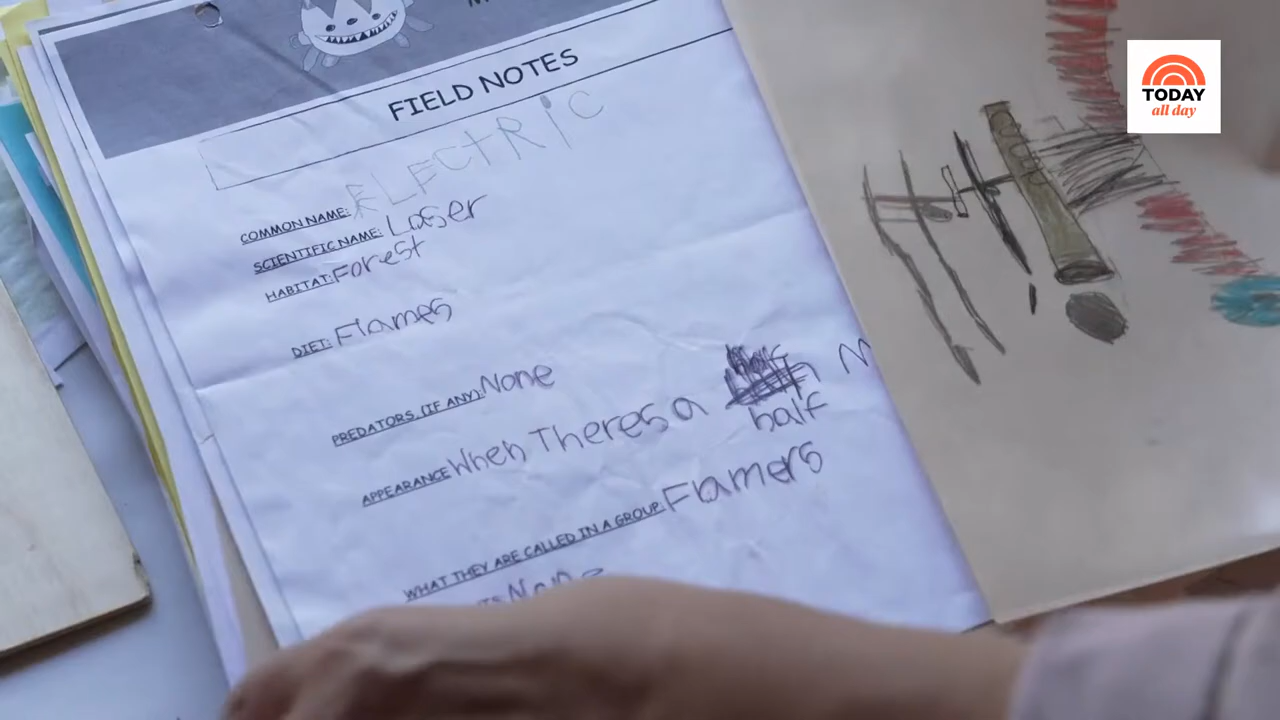 TODAY
all day
FIELD NOTES
COMMON NAME: ELECTRIC
SCIENTIFIC NAME: Laser
HABITAT: Forest
DIET: Flames
PREDATORS (IF ANY): None
APPEARANCE When Theres a half
WHAT THEY ARE CALLED IN A GROUP: Flamers
None